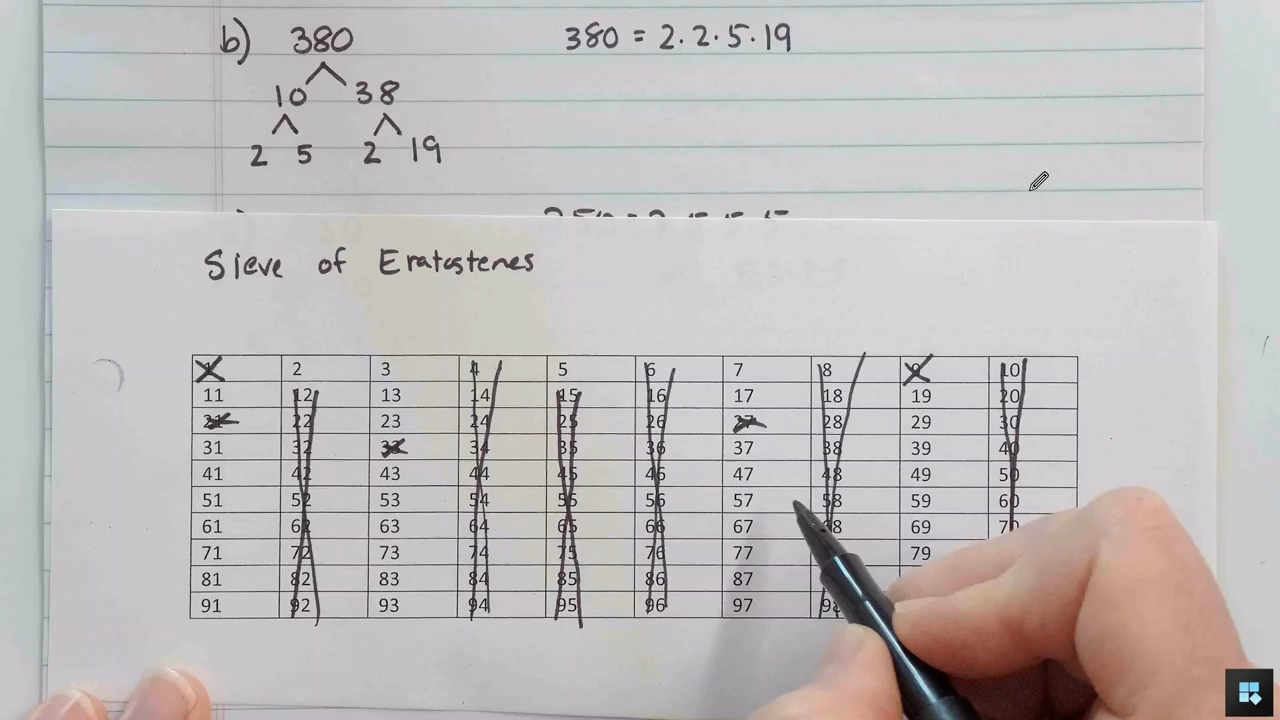 b) 380 380 = 2·2·5·19
10 38
2 5 2 19
Sieve of Eratostenes
1 2 3 4 5 6 7 8 9 10
11 12 13 14 15 16 17 18 19 20
21 22 23 24 25 26 27 28 29 30
31 32 33 34 35 36 37 38 39 40
41 42 43 44 45 46 47 48 49 50
51 52 53 54 55 56 57 58 59 60
61 62 63 64 65 66 67 68 69 70
71 72 73 74 75 76 77 79
81 82 83 84 85 86 87
91 92 93 94 95 96 97 98